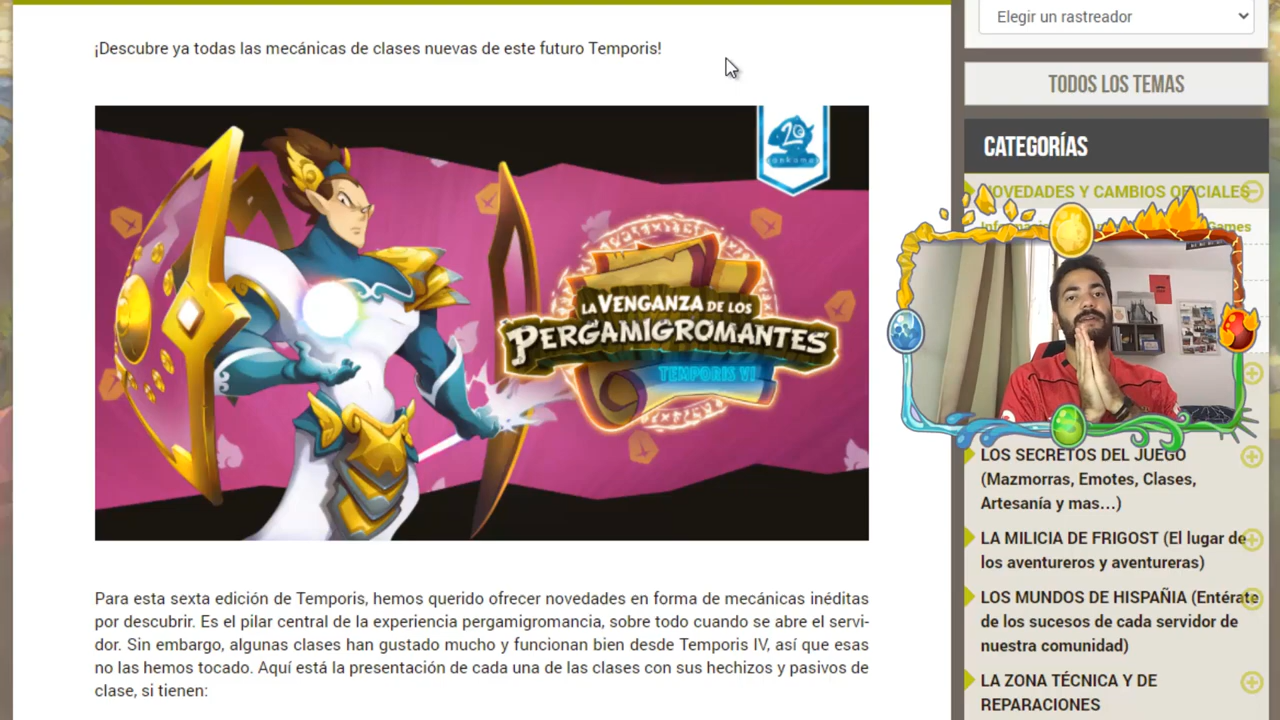 ¡Descubre ya todas las mecánicas de clases nuevas de este futuro Temporis!
20
ankama
LA VENGANZA DE LOS
PERGAMIGROMANTES
TEMPORIS VI
Para esta sexta edición de Temporis, hemos querido ofrecer novedades en forma de mecánicas inéditas
por descubrir. Es el pilar central de la experiencia pergamigromancia, sobre todo cuando se abre el servi-
dor. Sin embargo, algunas clases han gustado mucho y funcionan bien desde Temporis IV, así que esas
no las hemos tocado. Aquí está la presentación de cada una de las clases con sus hechizos y pasivos de
clase, si tienen:
Elegir un rastreador
TODOS LOS TEMAS
CATEGORÍAS
NOVEDADES Y CAMBIOS OFICIALES
Games
LOS SECRETOS DEL JUEGO
(Mazmorras, Emotes, Clases,
Artesanía y mas...)
LA MILICIA DE FRIGOST (El lugar de
los aventureros y aventureras)
LOS MUNDOS DE HISPAÑIA (Entérate
de los sucesos de cada servidor de
nuestra comunidad)
LA ZONA TÉCNICA Y DE
REPARACIONES